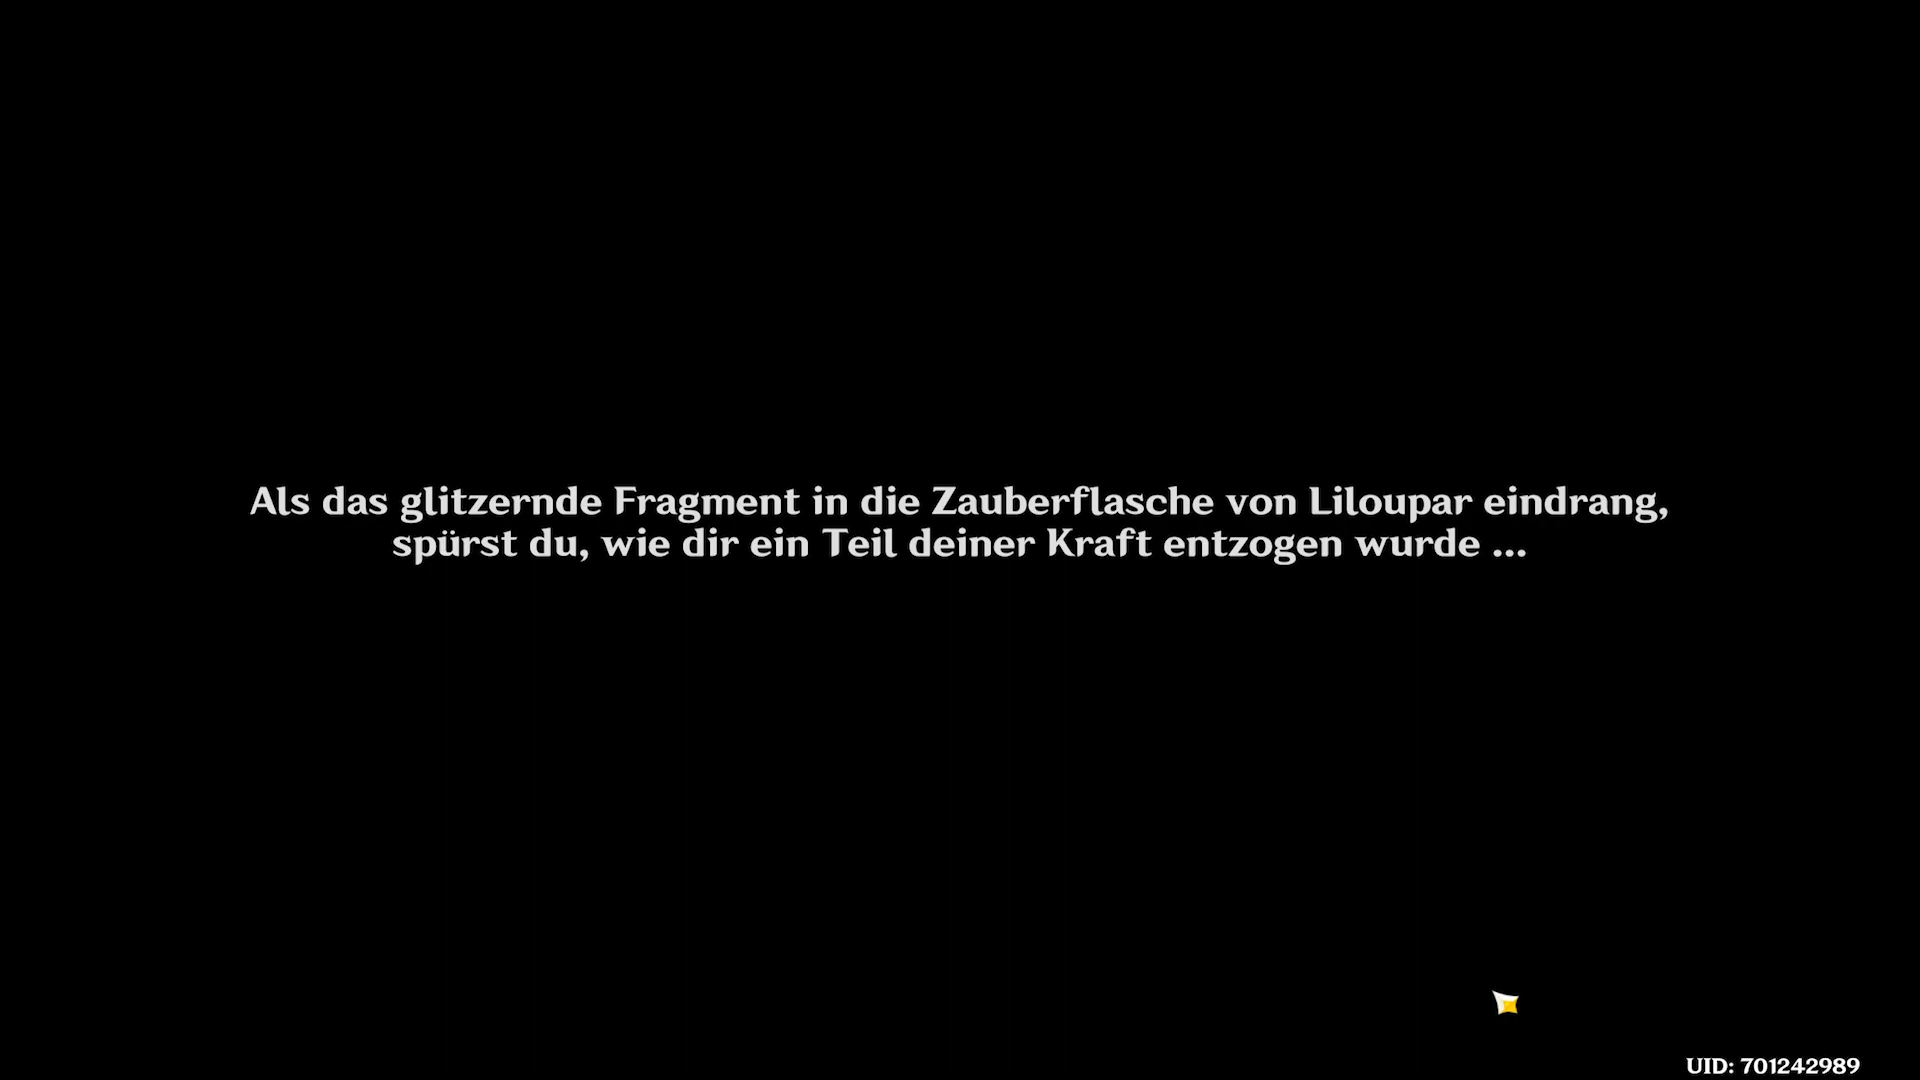 Als das glitzernde Fragment in die Zauberflasche von Liloupar eindrang,
spürst du, wie dir ein Teil deiner Kraft entzogen wurde ...
UID: 701242989